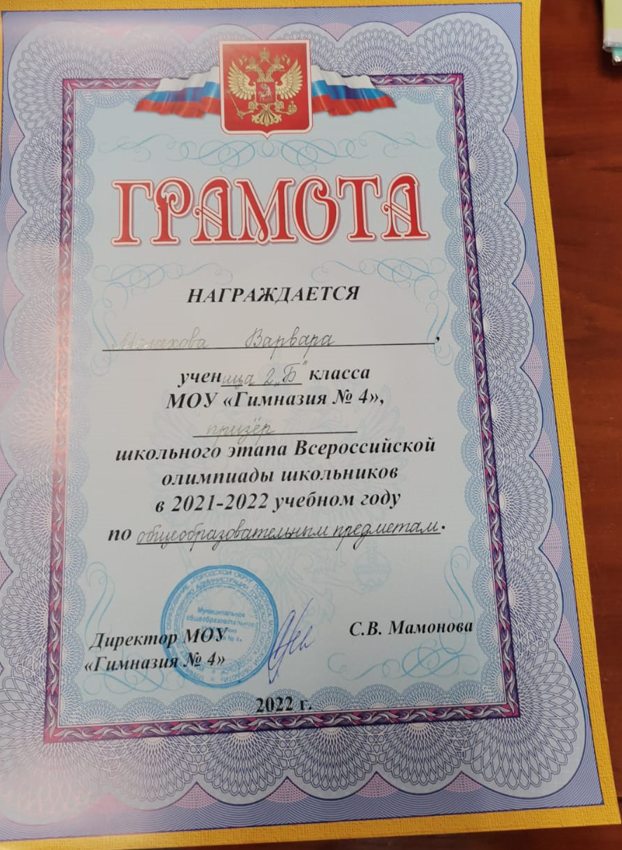 ГРАМОТА
НАГРАЖДАЕТСЯ
Варвара,
ученица 2 „Б" класса
МОУ «Гимназия № 4»,
призёр
школьного этапа Всероссийской
олимпиады школьников
в 2021-2022 учебном году
по общеобразовательным предметам.
Директор МОУ
«Гимназия № 4»
С.В. Мамонова
2022 г.